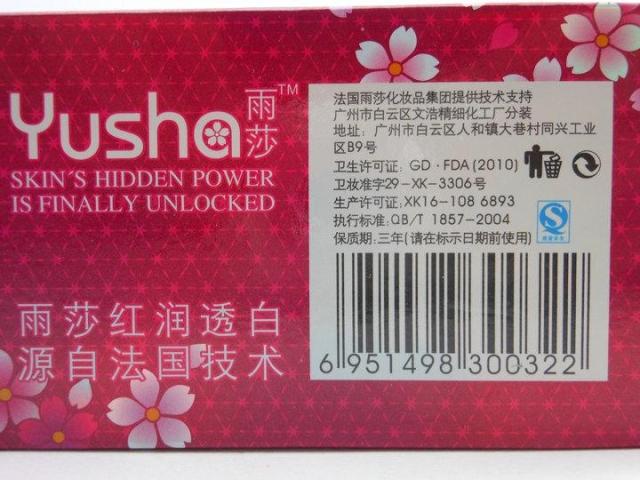 Yusha雨莎™
SKIN'S HIDDEN POWER
IS FINALLY UNLOCKED
雨莎红润透白
源自法国技术
法国雨莎化妆品集团提供技术支持
广州市白云区文浩精细化工厂分装
地址：广州市白云区人和镇大巷村同兴工业
区B9号
卫生许可证：GD·FDA(2010)
卫妆准字29-XK-3306号
生产许可证：XK16-108 6893
执行标准：QB/T 1857-2004
保质期：三年(请在标示日期前使用)
6 951498 300322